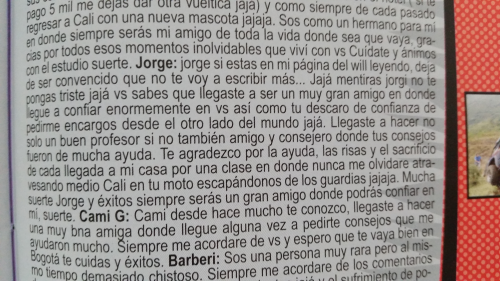 pago 5 mil me dejas dar otra vueltica jaja) y como siempre de cada pasado
regresar a Cali con una nueva mascota jajaja. Sos como un hermano para mi
en donde siempre serás mi amigo de toda la vida donde sea que vaya, gra-
cias por todos esos momentos inolvidables que viví con vs Cuídate y ánimos
con el estudio suerte. Jorge: jorge si estas en mi página del will leyendo, deja
de ser convencido que no te voy a escribir más... Jajá mentiras jorgi no te
pongas triste jajá vs sabes que llegaste a ser un muy gran amigo en donde
llegue a confiar enormemente en vs así como tu descaro de confianza de
pedirme encargos desde el otro lado del mundo jajá. Llegaste a hacer no
solo un buen profesor si no también amigo y consejero donde tus consejos
fueron de mucha ayuda. Te agradezco por la ayuda, las risas y el sacrificio
de cada llegada a mi casa por una clase en donde nunca me olvidare atra-
vesando medio Cali en tu moto escapándonos de los guardias jajaja. Mucha
suerte Jorge y éxitos siempre serás un gran amigo donde podrás confiar en
mi, suerte. Cami G: Cami desde hace mucho te conozco, llegaste a hacer
una muy bna amiga donde llegue alguna vez a pedirte consejos que me
ayudaron mucho. Siempre me acordare de vs y espero que te vaya bien en
Bogotá te cuidas y éxitos. Barberi: Sos una persona muy rara pero al mis-
mo tiempo demasiado chistoso. Siempre me acordare de los comentarios
jajá y el sufrimiento de po-